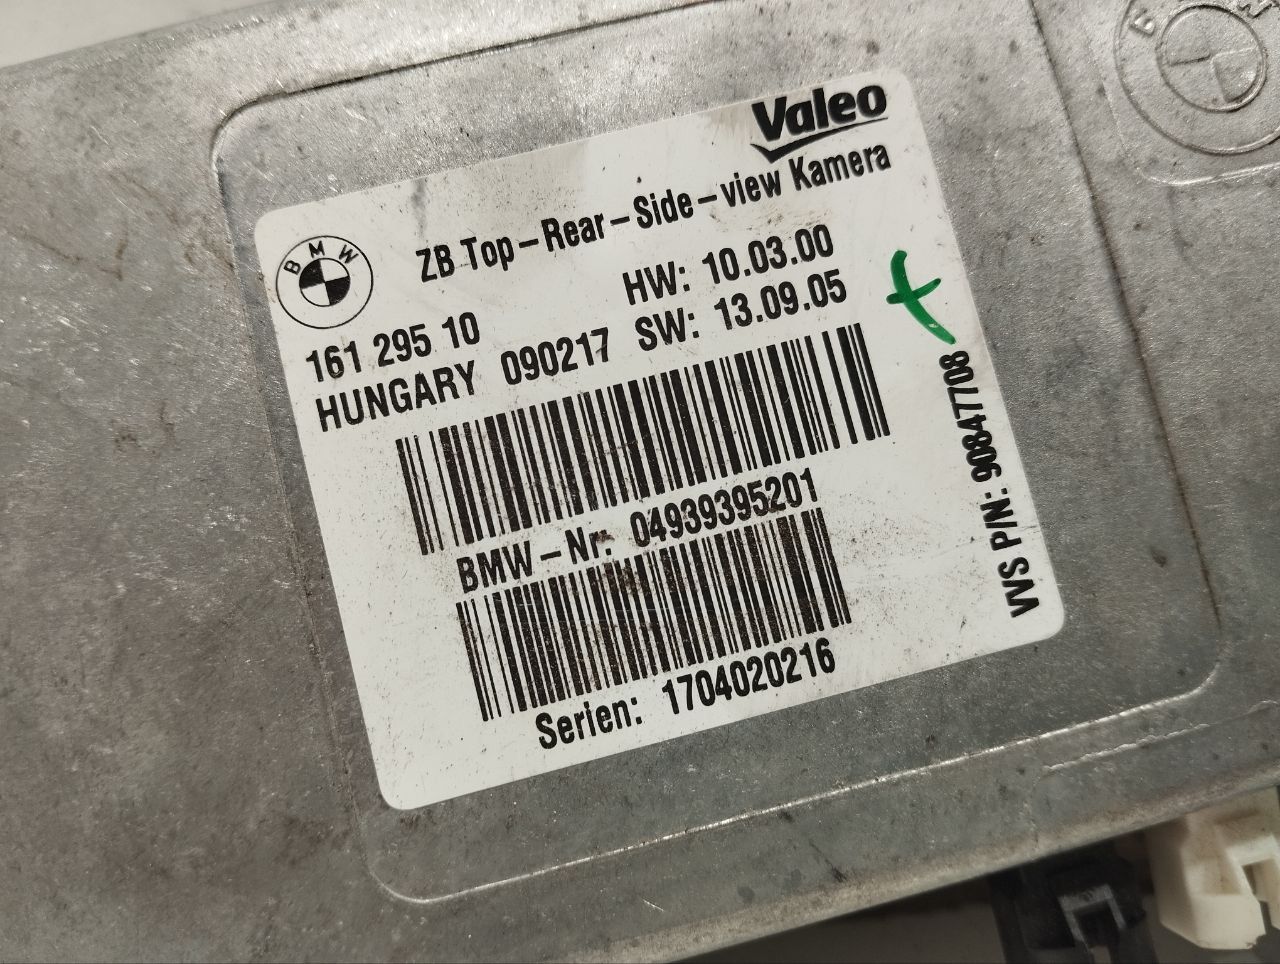 Valeo
ZB Top-Rear-Side-view Kamera
BMW
161 295 10 HW: 10.03.00
HUNGARY 090217 SW: 13.09.05
BMW-Nr: 04939395201
Serien: 1704020216
VVS P/N: 90847708